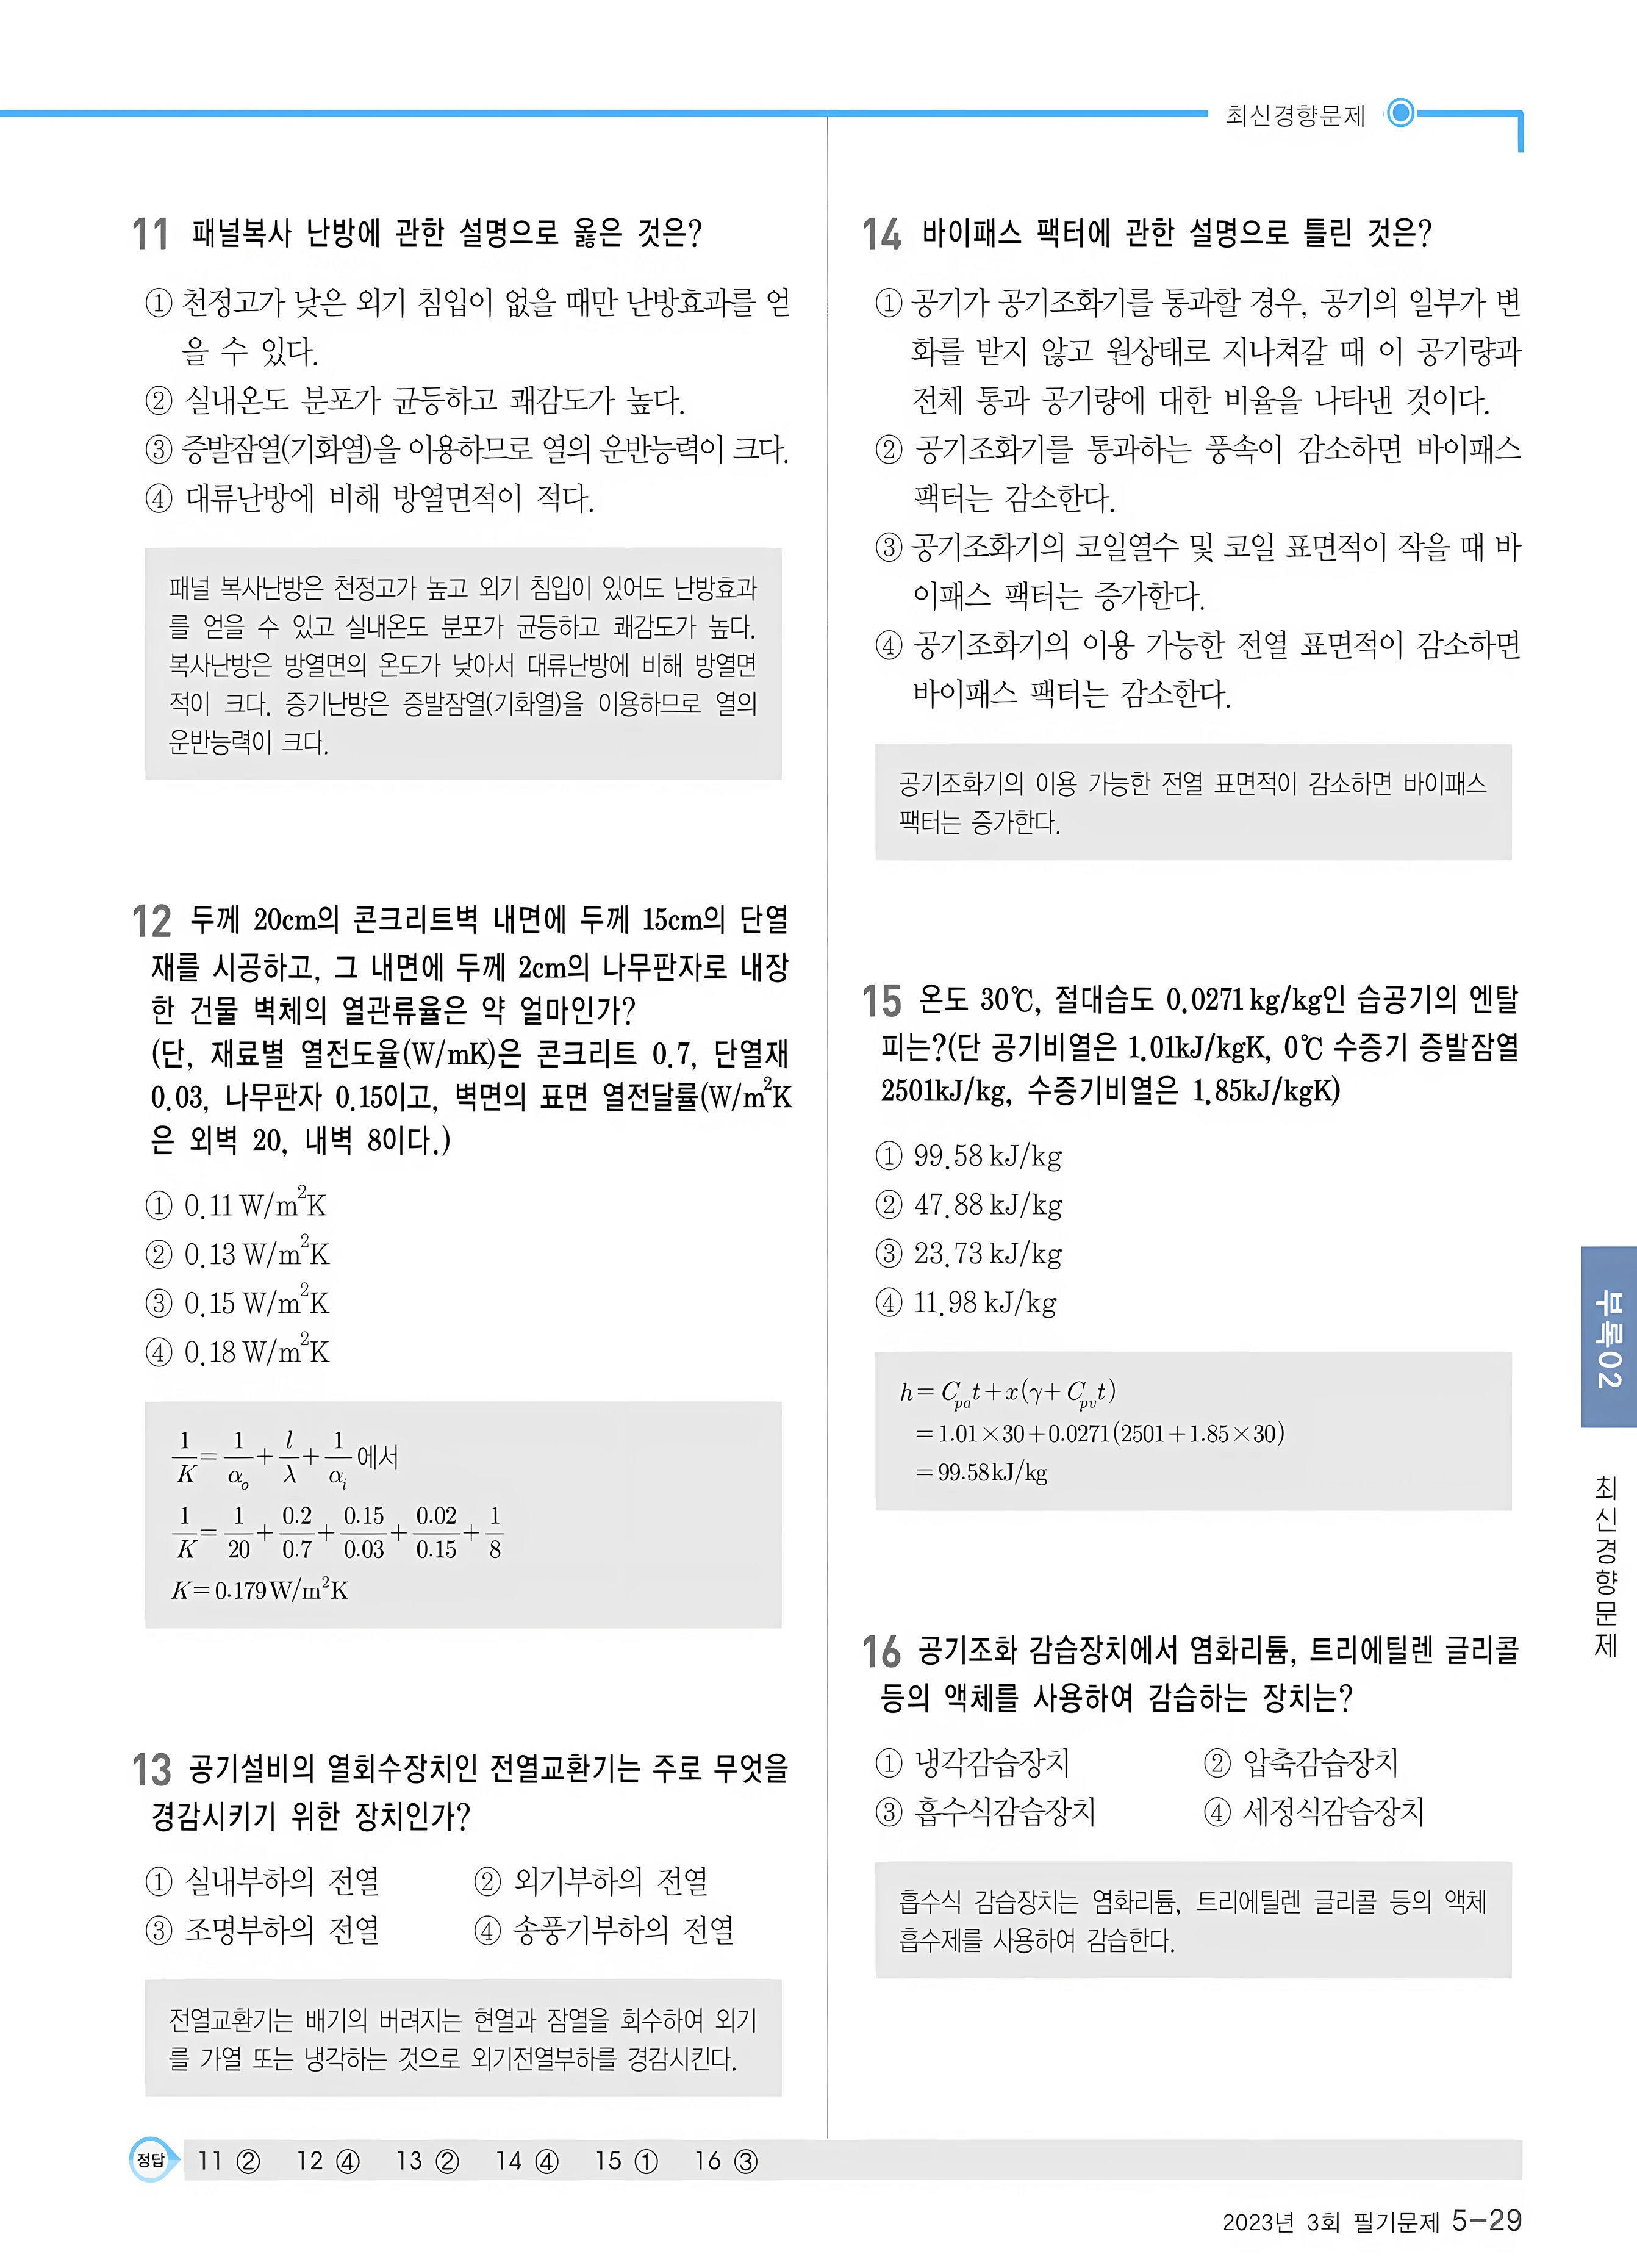 최신경향문제
11 패널복사 난방에 관한 설명으로 옳은 것은?
① 천정고가 낮은 외기 침입이 없을 때만 난방효과를 얻
을 수 있다.
② 실내온도 분포가 균등하고 쾌감도가 높다.
③ 증발잠열(기화열)을 이용하므로 열의 운반능력이 크다.
④ 대류난방에 비해 방열면적이 적다.
패널 복사난방은 천정고가 높고 외기 침입이 있어도 난방효과
를 얻을 수 있고 실내온도 분포가 균등하고 쾌감도가 높다.
복사난방은 방열면의 온도가 낮아서 대류난방에 비해 방열면
적이 크다. 증기난방은 증발잠열(기화열)을 이용하므로 열의
운반능력이 크다.
12 두께 20cm의 콘크리트벽 내면에 두께 15cm의 단열
재를 시공하고, 그 내면에 두께 2cm의 나무판자로 내장
한 건물 벽체의 열관류율은 약 얼마인가?
(단, 재료별 열전도율(W/mK)은 콘크리트 0.7, 단열재
0.03, 나무판자 0.15이고, 벽면의 표면 열전달률(W/m²K
은 외벽 20, 내벽 8이다.)
① 0.11 W/m²K
② 0.13 W/m²K
③ 0.15 W/m²K
④ 0.18 W/m²K
1/K = 1/αo + l/λ + 1/αi 에서
1/K = 1/20 + 0.2/0.7 + 0.15/0.03 + 0.02/0.15 + 1/8
K = 0.179 W/m²K
13 공기설비의 열회수장치인 전열교환기는 주로 무엇을
경감시키기 위한 장치인가?
① 실내부하의 전열 ② 외기부하의 전열
③ 조명부하의 전열 ④ 송풍기부하의 전열
전열교환기는 배기의 버려지는 현열과 잠열을 회수하여 외기
를 가열 또는 냉각하는 것으로 외기전열부하를 경감시킨다.
14 바이패스 팩터에 관한 설명으로 틀린 것은?
① 공기가 공기조화기를 통과할 경우, 공기의 일부가 변
화를 받지 않고 원상태로 지나쳐갈 때 이 공기량과
전체 통과 공기량에 대한 비율을 나타낸 것이다.
② 공기조화기를 통과하는 풍속이 감소하면 바이패스
팩터는 감소한다.
③ 공기조화기의 코일열수 및 코일 표면적이 작을 때 바
이패스 팩터는 증가한다.
④ 공기조화기의 이용 가능한 전열 표면적이 감소하면
바이패스 팩터는 감소한다.
공기조화기의 이용 가능한 전열 표면적이 감소하면 바이패스
팩터는 증가한다.
15 온도 30℃, 절대습도 0.0271kg/kg인 습공기의 엔탈
피는?(단 공기비열은 1.01kJ/kgK, 0℃ 수증기 증발잠열
2501kJ/kg, 수증기비열은 1.85kJ/kgK)
① 99.58 kJ/kg
② 47.88 kJ/kg
③ 23.73 kJ/kg
④ 11.98 kJ/kg
h = Cpa t + x(γ + Cpv t)
= 1.01×30+0.0271(2501+1.85×30)
= 99.58kJ/kg
16 공기조화 감습장치에서 염화리튬, 트리에틸렌 글리콜
등의 액체를 사용하여 감습하는 장치는?
① 냉각감습장치 ② 압축감습장치
③ 흡수식감습장치 ④ 세정식감습장치
흡수식 감습장치는 염화리튬, 트리에틸렌 글리콜 등의 액체
흡수제를 사용하여 감습한다.
부록02
최신경향문제
정답 11 ② 12 ④ 13 ② 14 ④ 15 ① 16 ③
2023년 3회 필기문제 5-29